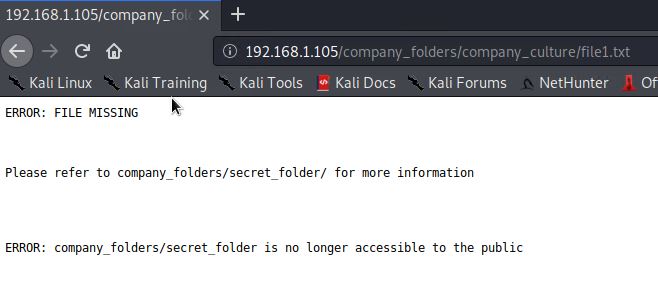 192.168.1.105/company_fol
192.168.1.105/company_folders/company_culture/file1.txt
Kali Linux Kali Training Kali Tools Kali Docs Kali Forums NetHunter Of
ERROR: FILE MISSING
Please refer to company_folders/secret_folder/ for more information
ERROR: company_folders/secret_folder is no longer accessible to the public